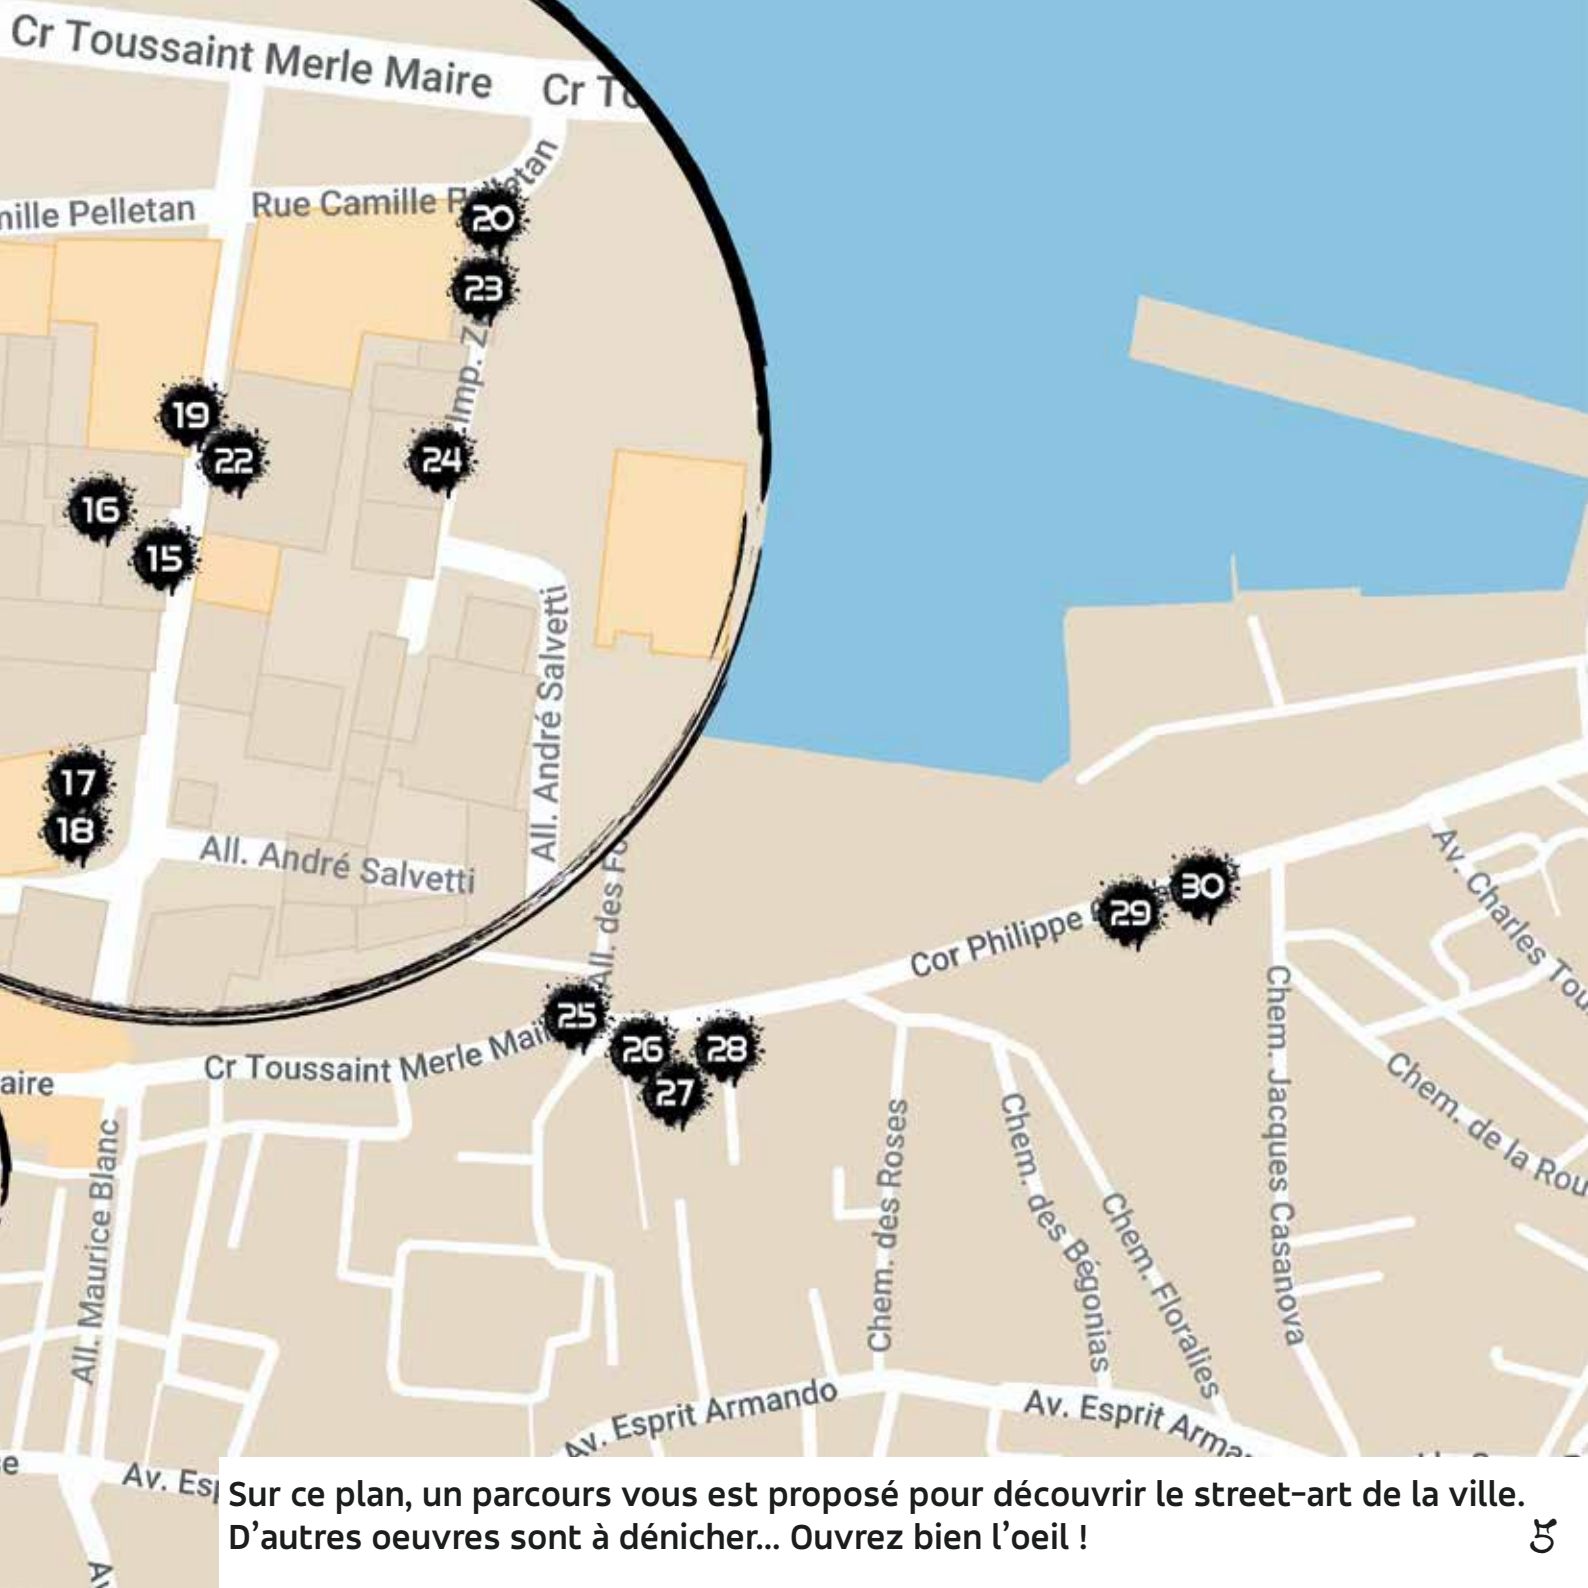 Cr Toussaint Merle Maire
Cr To
nille Pelletan
Rue Camille P
etan
20
23
Imp. Z
19
22
24
16
15
All. André Salvetti
17
18
All. André Salvetti
All. des Fo
30
29
Cor Philippe
Av. Charles Tou
25
26
28
27
Cr Toussaint Merle Mai
aire
All. Maurice Blanc
Chem. des Roses
Chem. des Bégonias
Chem. Floralies
Chem. Jacques Casanova
Chem. de la Rou
Av. Esprit Armando
Av. Esprit Arma
e
Av. Esp
Av
Sur ce plan, un parcours vous est proposé pour découvrir le street-art de la ville.
D'autres oeuvres sont à dénicher... Ouvrez bien l'oeil !
5